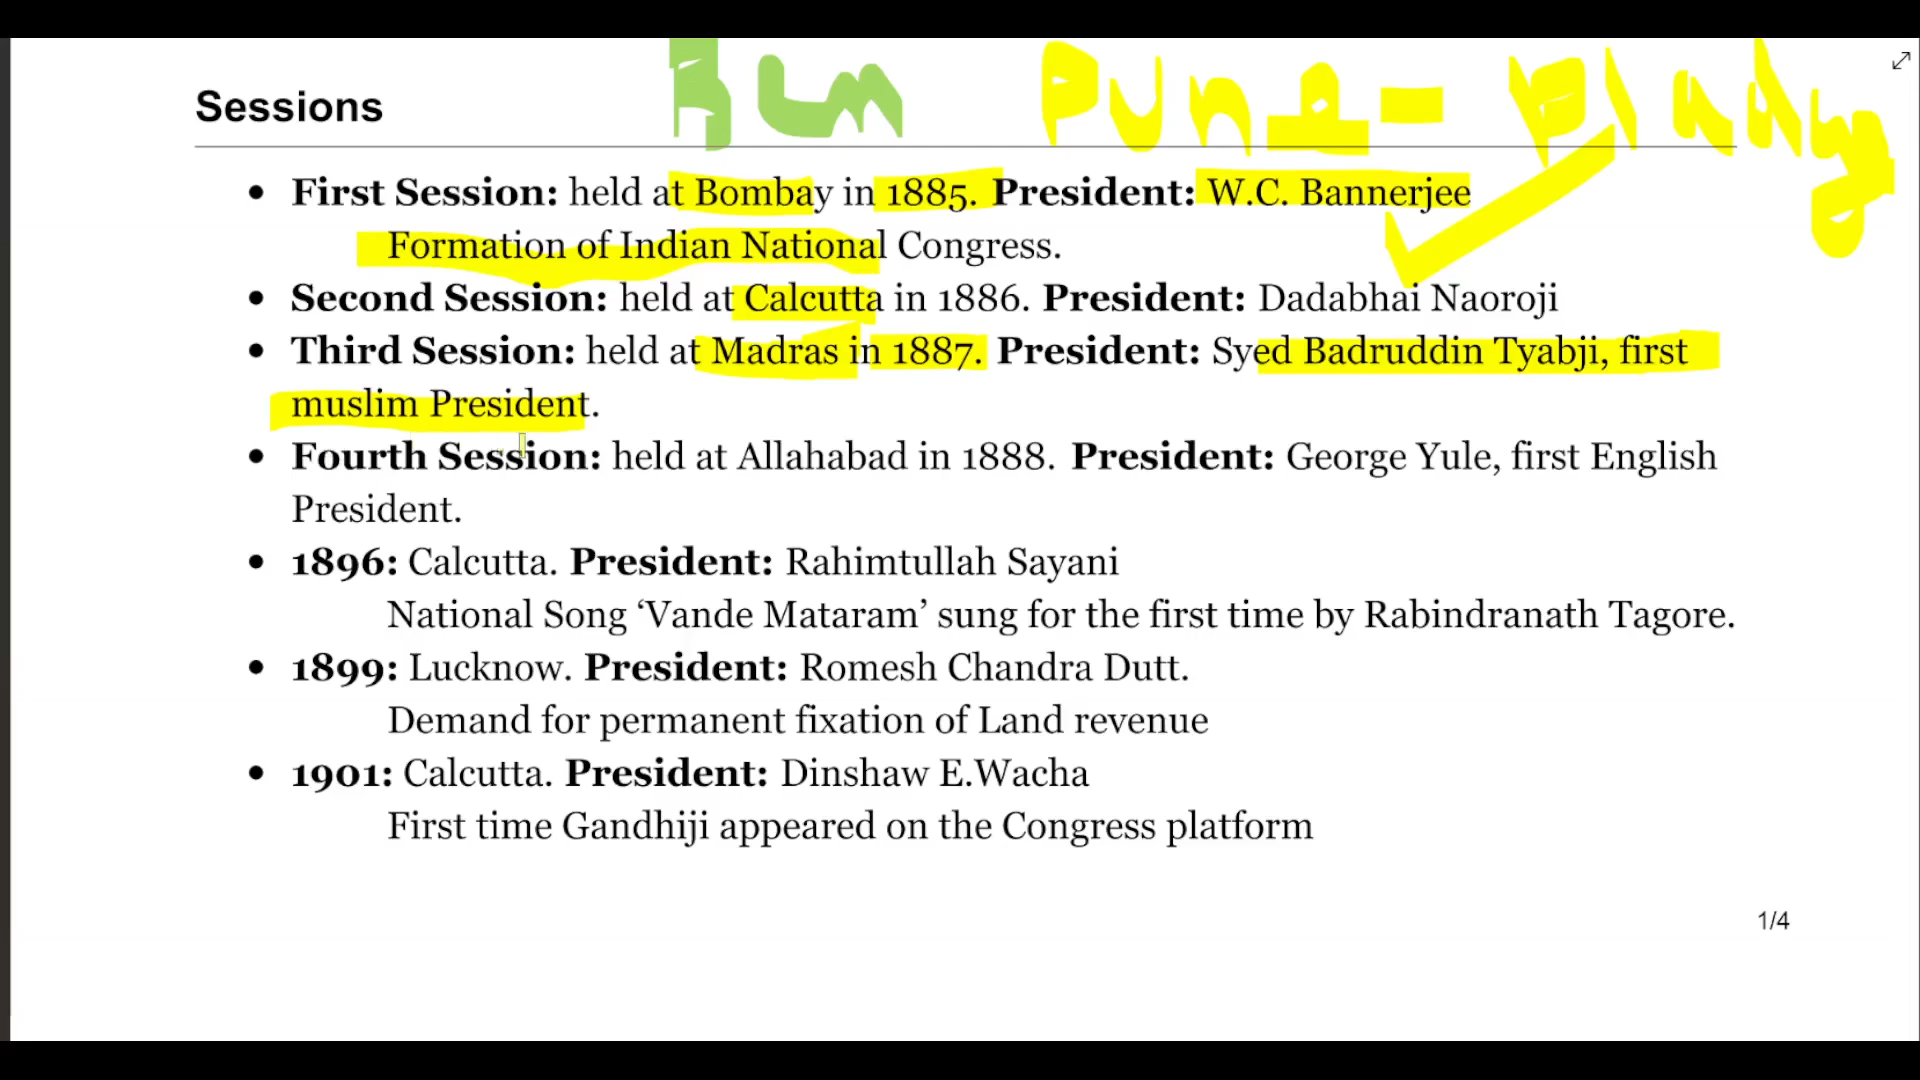 BCM Pune - Plady
Sessions
• First Session: held at Bombay in 1885. President: W.C. Bannerjee
Formation of Indian National Congress.
• Second Session: held at Calcutta in 1886. President: Dadabhai Naoroji
• Third Session: held at Madras in 1887. President: Syed Badruddin Tyabji, first
muslim President.
• Fourth Session: held at Allahabad in 1888. President: George Yule, first English
President.
• 1896: Calcutta. President: Rahimtullah Sayani
National Song ‘Vande Mataram’ sung for the first time by Rabindranath Tagore.
• 1899: Lucknow. President: Romesh Chandra Dutt.
Demand for permanent fixation of Land revenue
• 1901: Calcutta. President: Dinshaw E.Wacha
First time Gandhiji appeared on the Congress platform
1/4